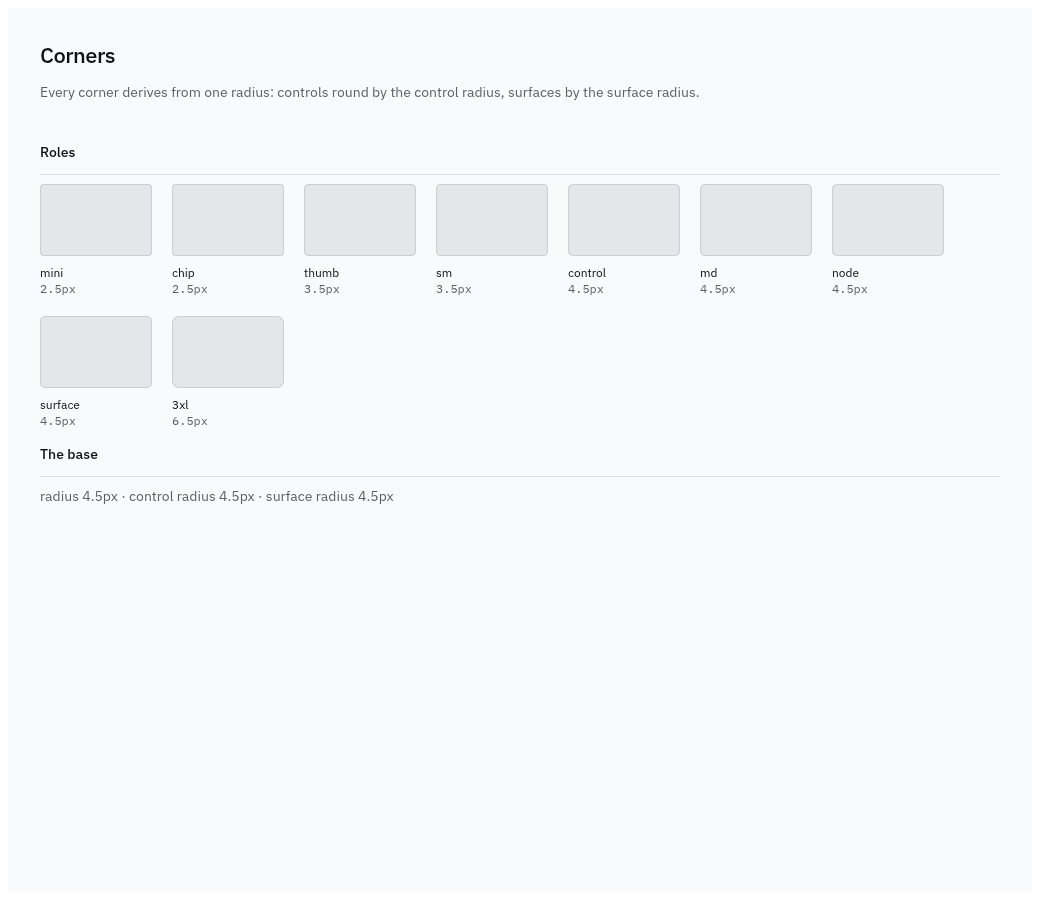 Corners
Every corner derives from one radius: controls round by the control radius, surfaces by the surface radius.
Roles
mini
2.5px
chip
2.5px
thumb
3.5px
sm
3.5px
control
4.5px
md
4.5px
node
4.5px
surface
4.5px
3xl
6.5px
The base
radius 4.5px · control radius 4.5px · surface radius 4.5px